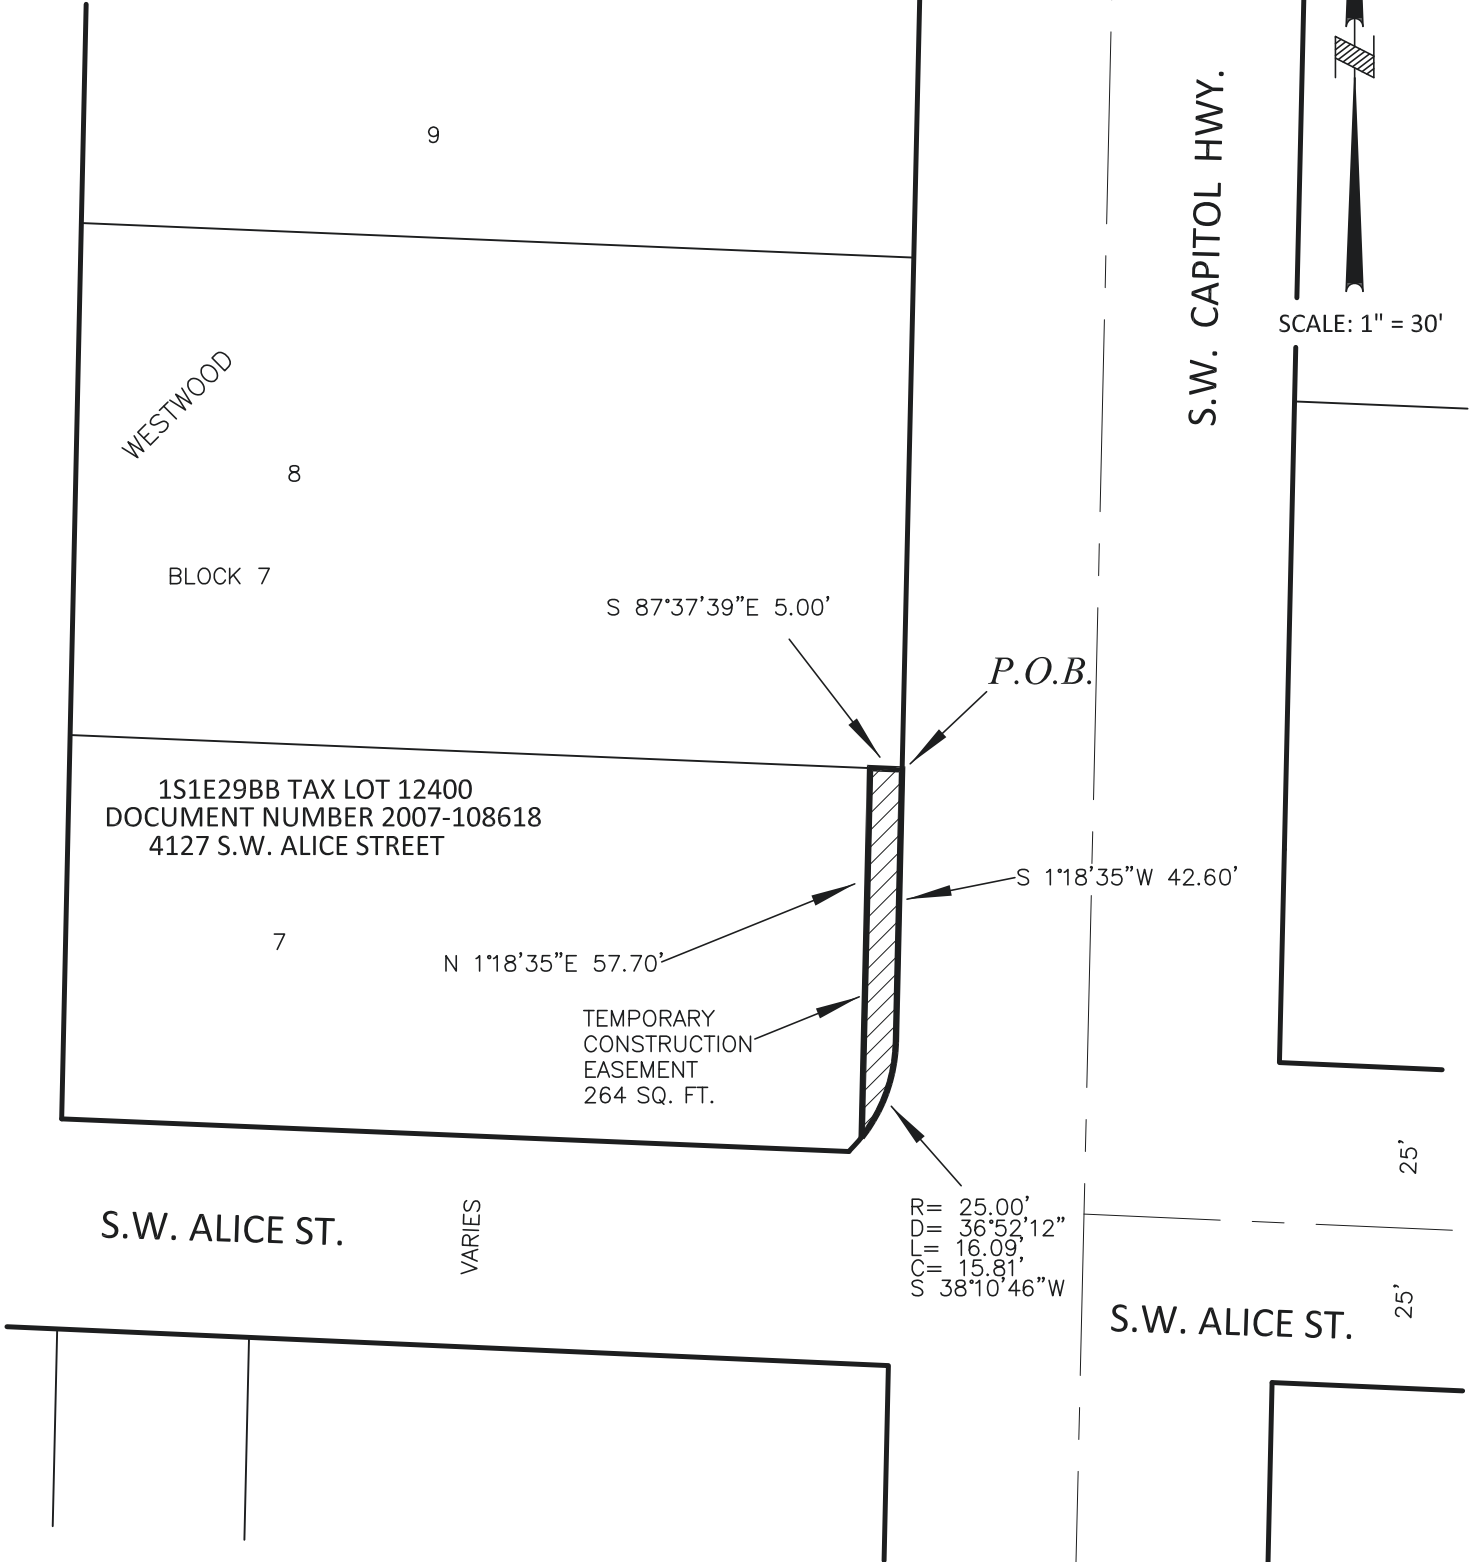 9
S.W. CAPITOL HWY.
SCALE: 1" = 30'
WESTWOOD
8
BLOCK 7
S 87°37'39"E 5.00'
P.O.B.
1S1E29BB TAX LOT 12400
DOCUMENT NUMBER 2007-108618
4127 S.W. ALICE STREET
S 1°18'35"W 42.60'
7
N 1°18'35"E 57.70'
TEMPORARY
CONSTRUCTION
EASEMENT
264 SQ. FT.
25'
R= 25.00'
D= 36°52'12"
L= 16.09'
C= 15.81'
S 38°10'46"W
S.W. ALICE ST.
VARIES
25'
S.W. ALICE ST.